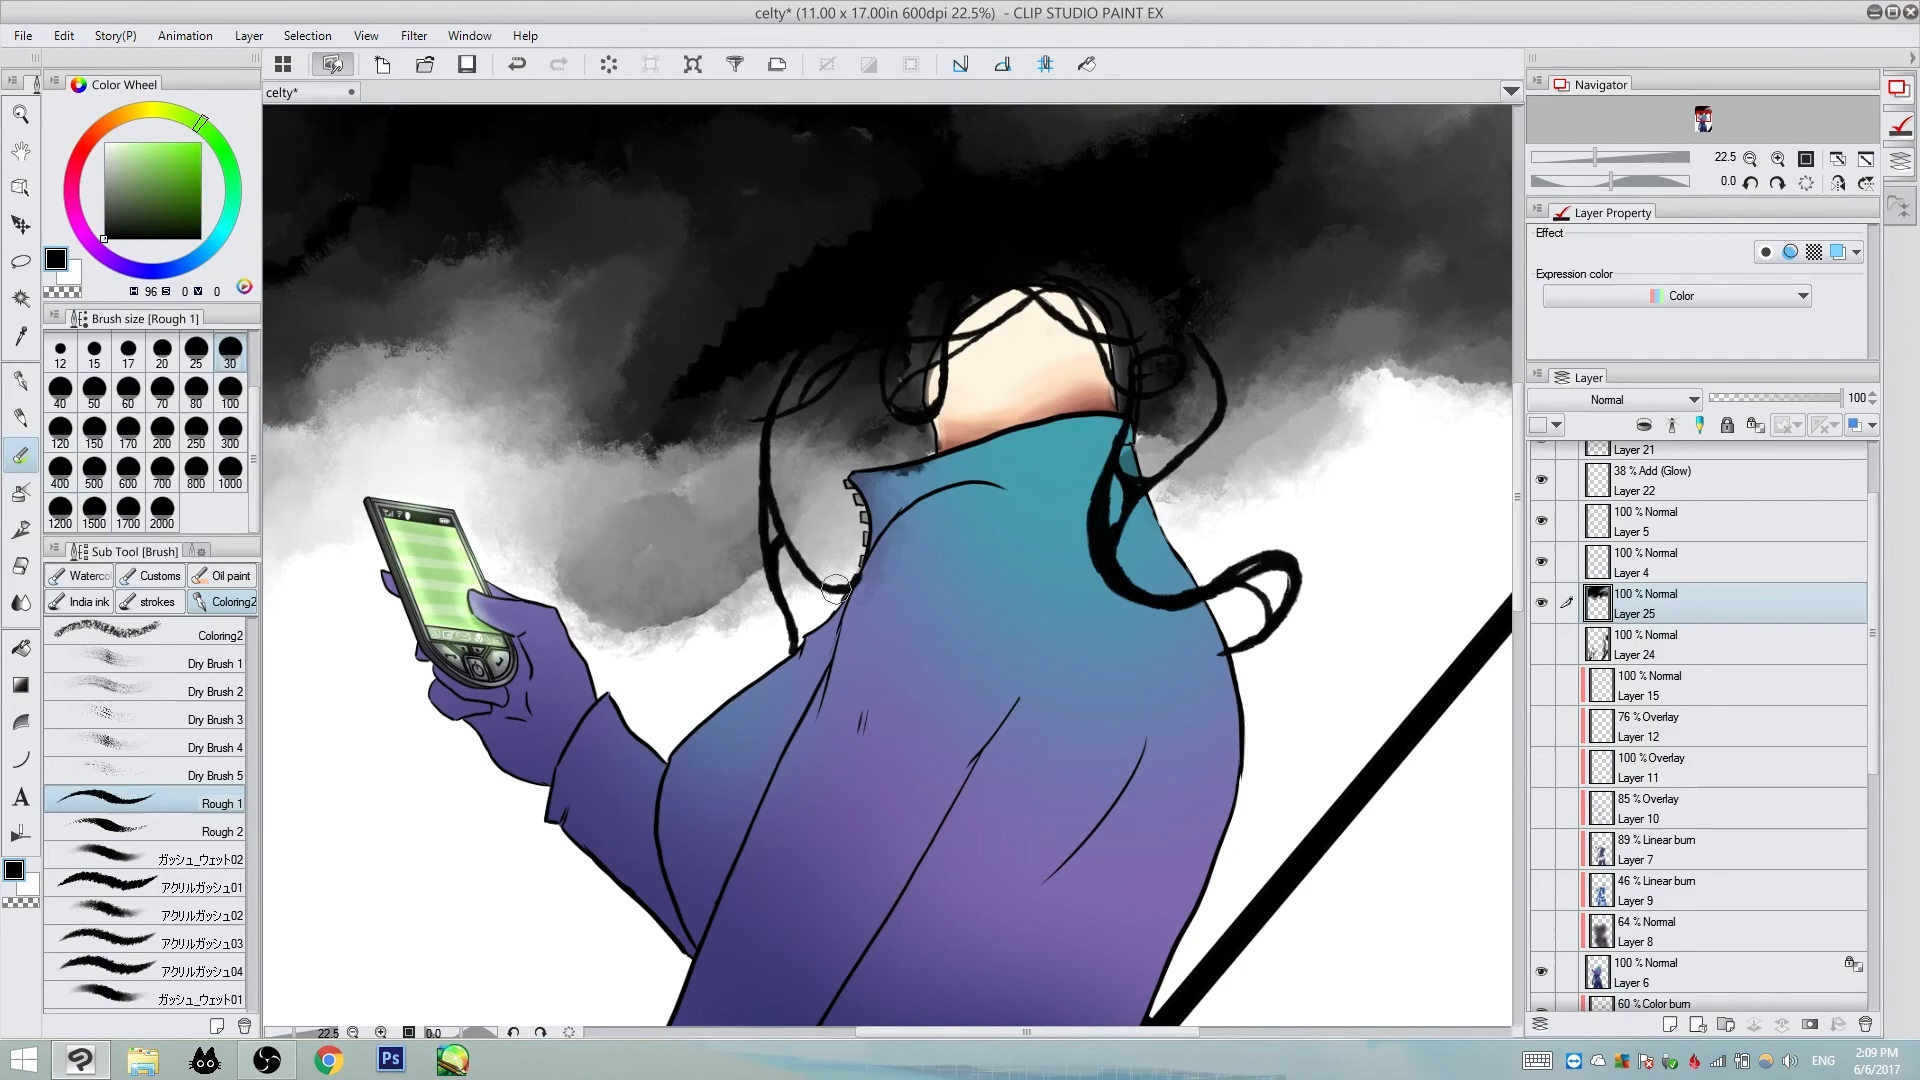 celty* (11.00 x 17.00in 600dpi 22.5%) - CLIP STUDIO PAINT EX
File Edit Story(P) Animation Layer Selection View Filter Window Help
Color Wheel
celty*
H 96 S 0 V 0
Brush size [Rough 1]
12 15 17 20 25 30
40 50 60 70 80 100
120 150 170 200 250 300
400 500 600 700 800 1000
1200 1500 1700 2000
Sub Tool [Brush]
Waterco Customs Oil paint
India ink strokes Coloring2
Coloring2
Dry Brush 1
Dry Brush 2
Dry Brush 3
Dry Brush 4
Dry Brush 5
Rough 1
Rough 2
ガッシュ_ウェット02
アクリルガッシュ01
アクリルガッシュ02
アクリルガッシュ03
アクリルガッシュ04
ガッシュ_ウェット01
22.5 0.0
Navigator
22.5
0.0
Layer Property
Effect
Expression color
Color
Layer
Normal 100
Layer 21
38 % Add (Glow)
Layer 22
100 % Normal
Layer 5
100 % Normal
Layer 4
100 % Normal
Layer 25
100 % Normal
Layer 24
100 % Normal
Layer 15
76 % Overlay
Layer 12
100 % Overlay
Layer 11
85 % Overlay
Layer 10
89 % Linear burn
Layer 7
46 % Linear burn
Layer 9
64 % Normal
Layer 8
100 % Normal
Layer 6
60 % Color burn
Ps
ENG
2:09 PM
6/6/2017